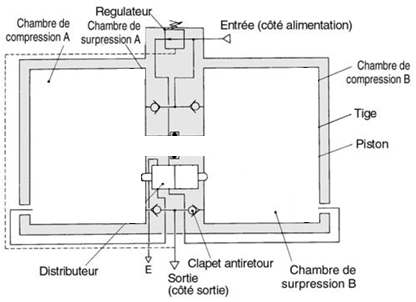 Regulateur
Chambre de
compression A
Chambre de
surpression A
Entrée (côté alimentation)
Chambre de
compression B
Tige
Piston
Distributeur
E
Sortie
(côté sortie)
Clapet antiretour
Chambre de
surpression B